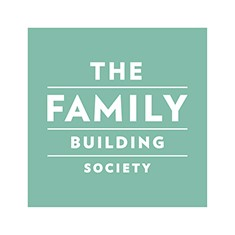 THE
FAMILY
BUILDING
SOCIETY